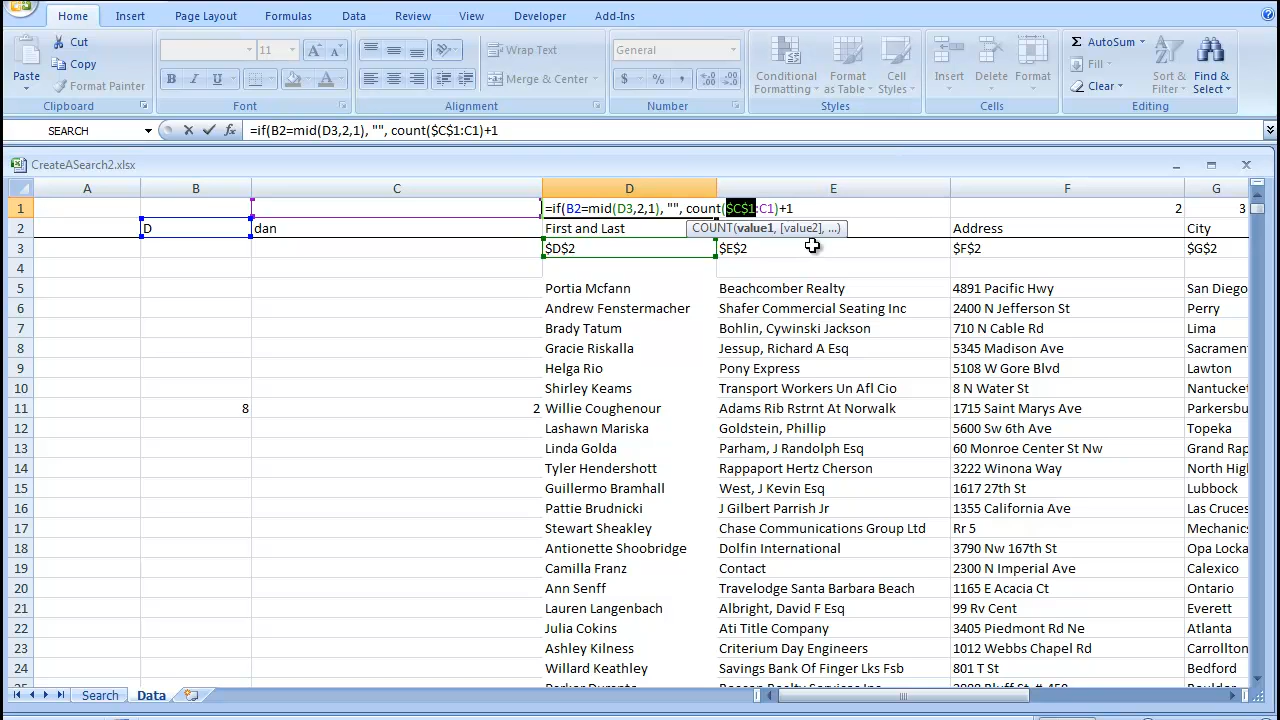 Home Insert Page Layout Formulas Data Review View Developer Add-Ins
Paste Cut Copy Format Painter Clipboard
11 A A B I U A Font
Wrap Text Merge & Center Alignment
General $ % , Number
Conditional Formatting Format as Table Cell Styles Styles
Insert Delete Format Cells
Σ AutoSum Fill Clear Sort & Filter Find & Select Editing
SEARCH fx =if(B2=mid(D3,2,1), "", count($C$1:C1)+1
CreateASearch2.xlsx
A B C D E F G
1 =if(B2=mid(D3,2,1), "", count($C$1:C1)+1 2 3
2 D dan First and Last COUNT(value1, [value2], ...) Address City
3 $D$2 $E$2 $F$2 $G$2
4
5 Portia Mcfann Beachcomber Realty 4891 Pacific Hwy San Diego
6 Andrew Fenstermacher Shafer Commercial Seating Inc 2400 N Jefferson St Perry
7 Brady Tatum Bohlin, Cywinski Jackson 710 N Cable Rd Lima
8 Gracie Riskalla Jessup, Richard A Esq 5345 Madison Ave Sacramen
9 Helga Rio Pony Express 5108 W Gore Blvd Lawton
10 Shirley Keams Transport Workers Un Afl Cio 8 N Water St Nantucket
11 8 2 Willie Coughenour Adams Rib Rstrnt At Norwalk 1715 Saint Marys Ave Parkersbu
12 Lashawn Mariska Goldstein, Phillip 5600 Sw 6th Ave Topeka
13 Linda Golda Parham, J Randolph Esq 60 Monroe Center St Nw Grand Rap
14 Tyler Hendershott Rappaport Hertz Cherson 3222 Winona Way North High
15 Guillermo Bramhall West, J Kevin Esq 1617 27th St Lubbock
16 Pattie Brudnicki J Gilbert Parrish Jr 1355 California Ave Las Cruces
17 Stewart Sheakley Chase Communications Group Ltd Rr 5 Mechanics
18 Antionette Shoobridge Dolfin International 3790 Nw 167th St Opa Locka
19 Camilla Franz Contact 2300 N Imperial Ave Calexico
20 Ann Senff Travelodge Santa Barbara Beach 1165 E Acacia Ct Ontario
21 Lauren Langenbach Albright, David F Esq 99 Rv Cent Everett
22 Julia Cokins Ati Title Company 3405 Piedmont Rd Ne Atlanta
23 Ashley Kilness Criterium Day Engineers 1012 Webbs Chapel Rd Carrollton
24 Willard Keathley Savings Bank Of Finger Lks Fsb 801 T St Bedford
Search Data